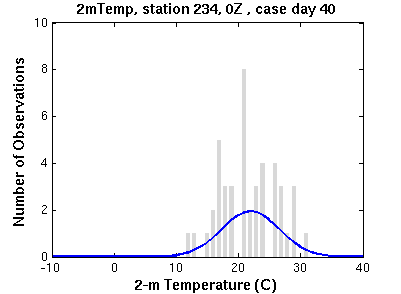 2mTemp, station 234, 0Z , case day 40
10
8
6
4
2
0
Number of Observations
-10 0 10 20 30 40
2-m Temperature (C)